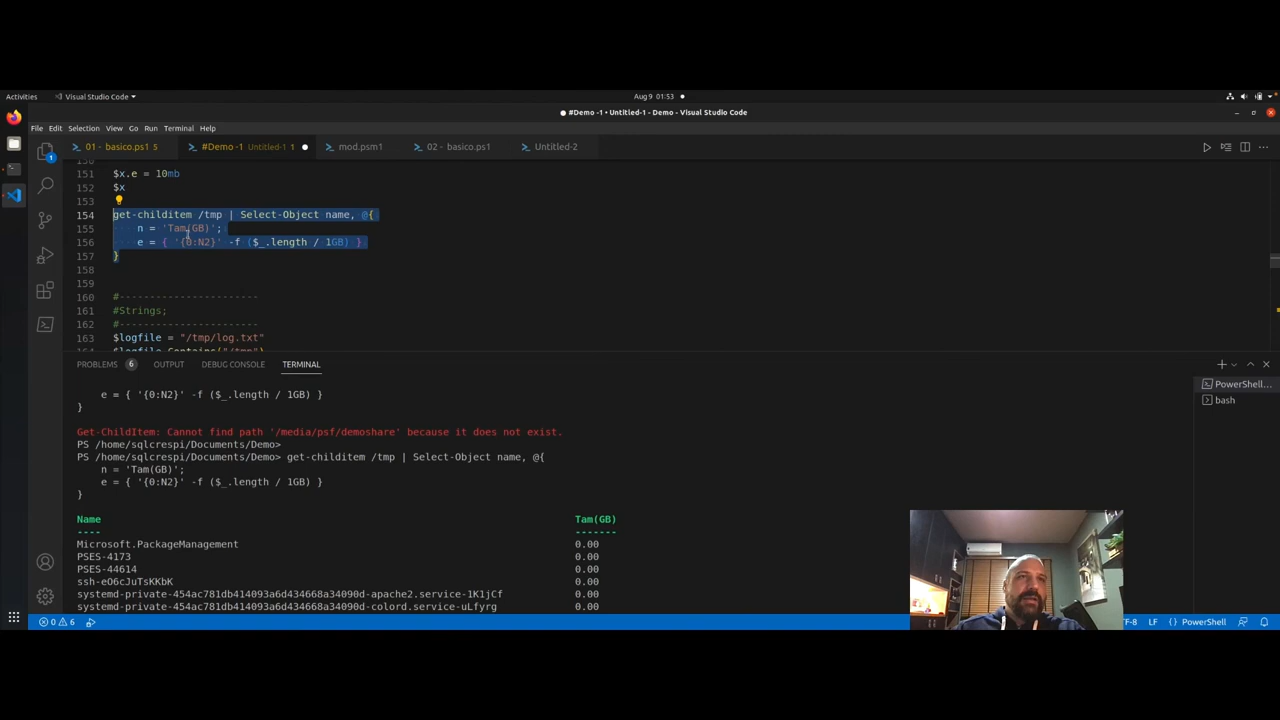 Activities
Visual Studio Code
Aug 9 01:53
#Demo -1 • Untitled-1 - Demo - Visual Studio Code
File Edit Selection View Go Run Terminal Help
01 - basico.ps1 5
#Demo -1 Untitled-1 1
mod.psm1
02 - basico.ps1
Untitled-2
151 $x.e = 10mb
152 $x
153
154 get-childitem /tmp | Select-Object name, @{
155 n = 'Tam(GB)';
156 e = { '{0:N2}' -f ($_.length / 1GB) }
157 }
158
159
160 #-----------------------
161 #Strings;
162 #-----------------------
163 $logfile = "/tmp/log.txt"
164 $logfile.Contains("/tmp")
PROBLEMS 6 OUTPUT DEBUG CONSOLE TERMINAL
PowerShell...
bash
e = { '{0:N2}' -f ($_.length / 1GB) }
}
Get-ChildItem: Cannot find path '/media/psf/demoshare' because it does not exist.
PS /home/sqlcrespi/Documents/Demo>
PS /home/sqlcrespi/Documents/Demo> get-childitem /tmp | Select-Object name, @{
n = 'Tam(GB)';
e = { '{0:N2}' -f ($_.length / 1GB) }
}
Name Tam(GB)
---- -------
Microsoft.PackageManagement 0.00
PSES-4173 0.00
PSES-44614 0.00
ssh-eO6cJuTsKKbK 0.00
systemd-private-454ac781db414093a6d434668a34090d-apache2.service-1K1jCf 0.00
systemd-private-454ac781db414093a6d434668a34090d-colord.service-uLfyrg 0.00
0 6
TF-8 LF {} PowerShell